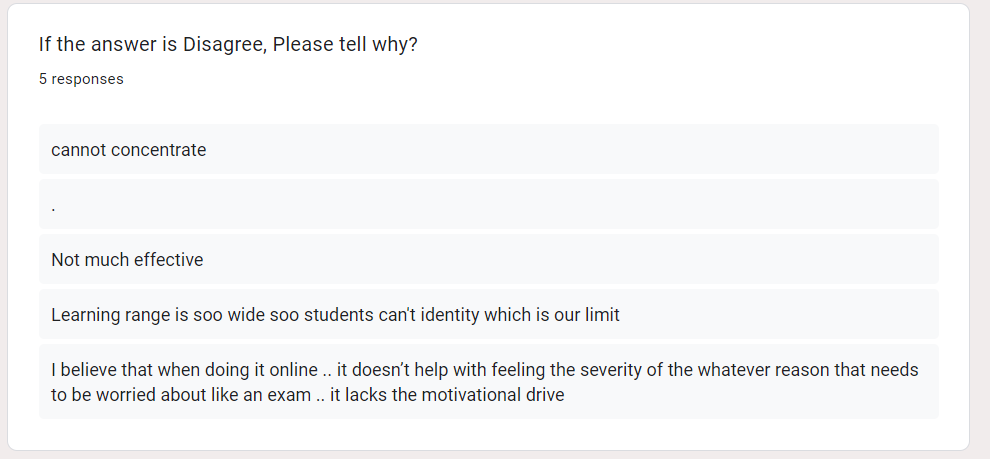 If the answer is Disagree, Please tell why?
5 responses
cannot concentrate
.
Not much effective
Learning range is soo wide soo students can't identity which is our limit
I believe that when doing it online .. it doesn’t help with feeling the severity of the whatever reason that needs
to be worried about like an exam .. it lacks the motivational drive